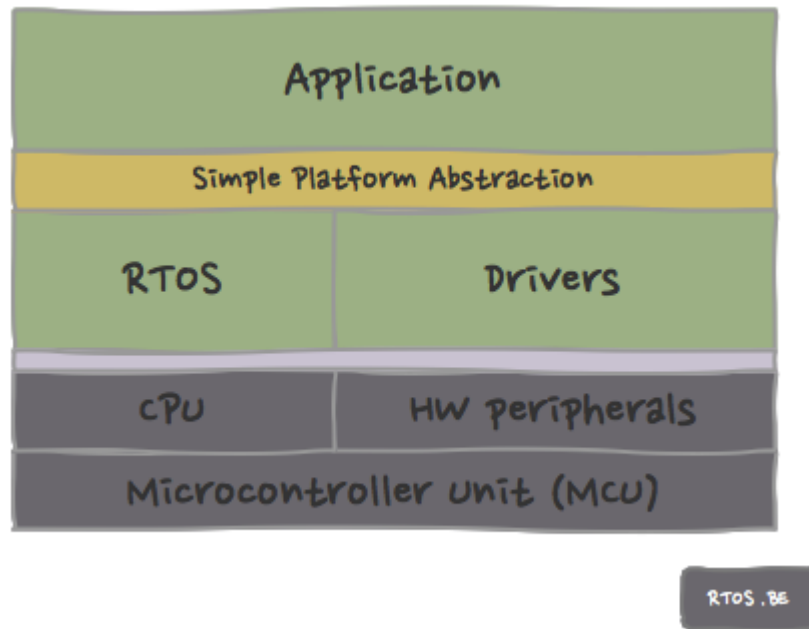 Application
Simple Platform Abstraction
RTOS
Drivers
CPU
HW peripherals
Microcontroller unit (MCU)
RTOS.BE